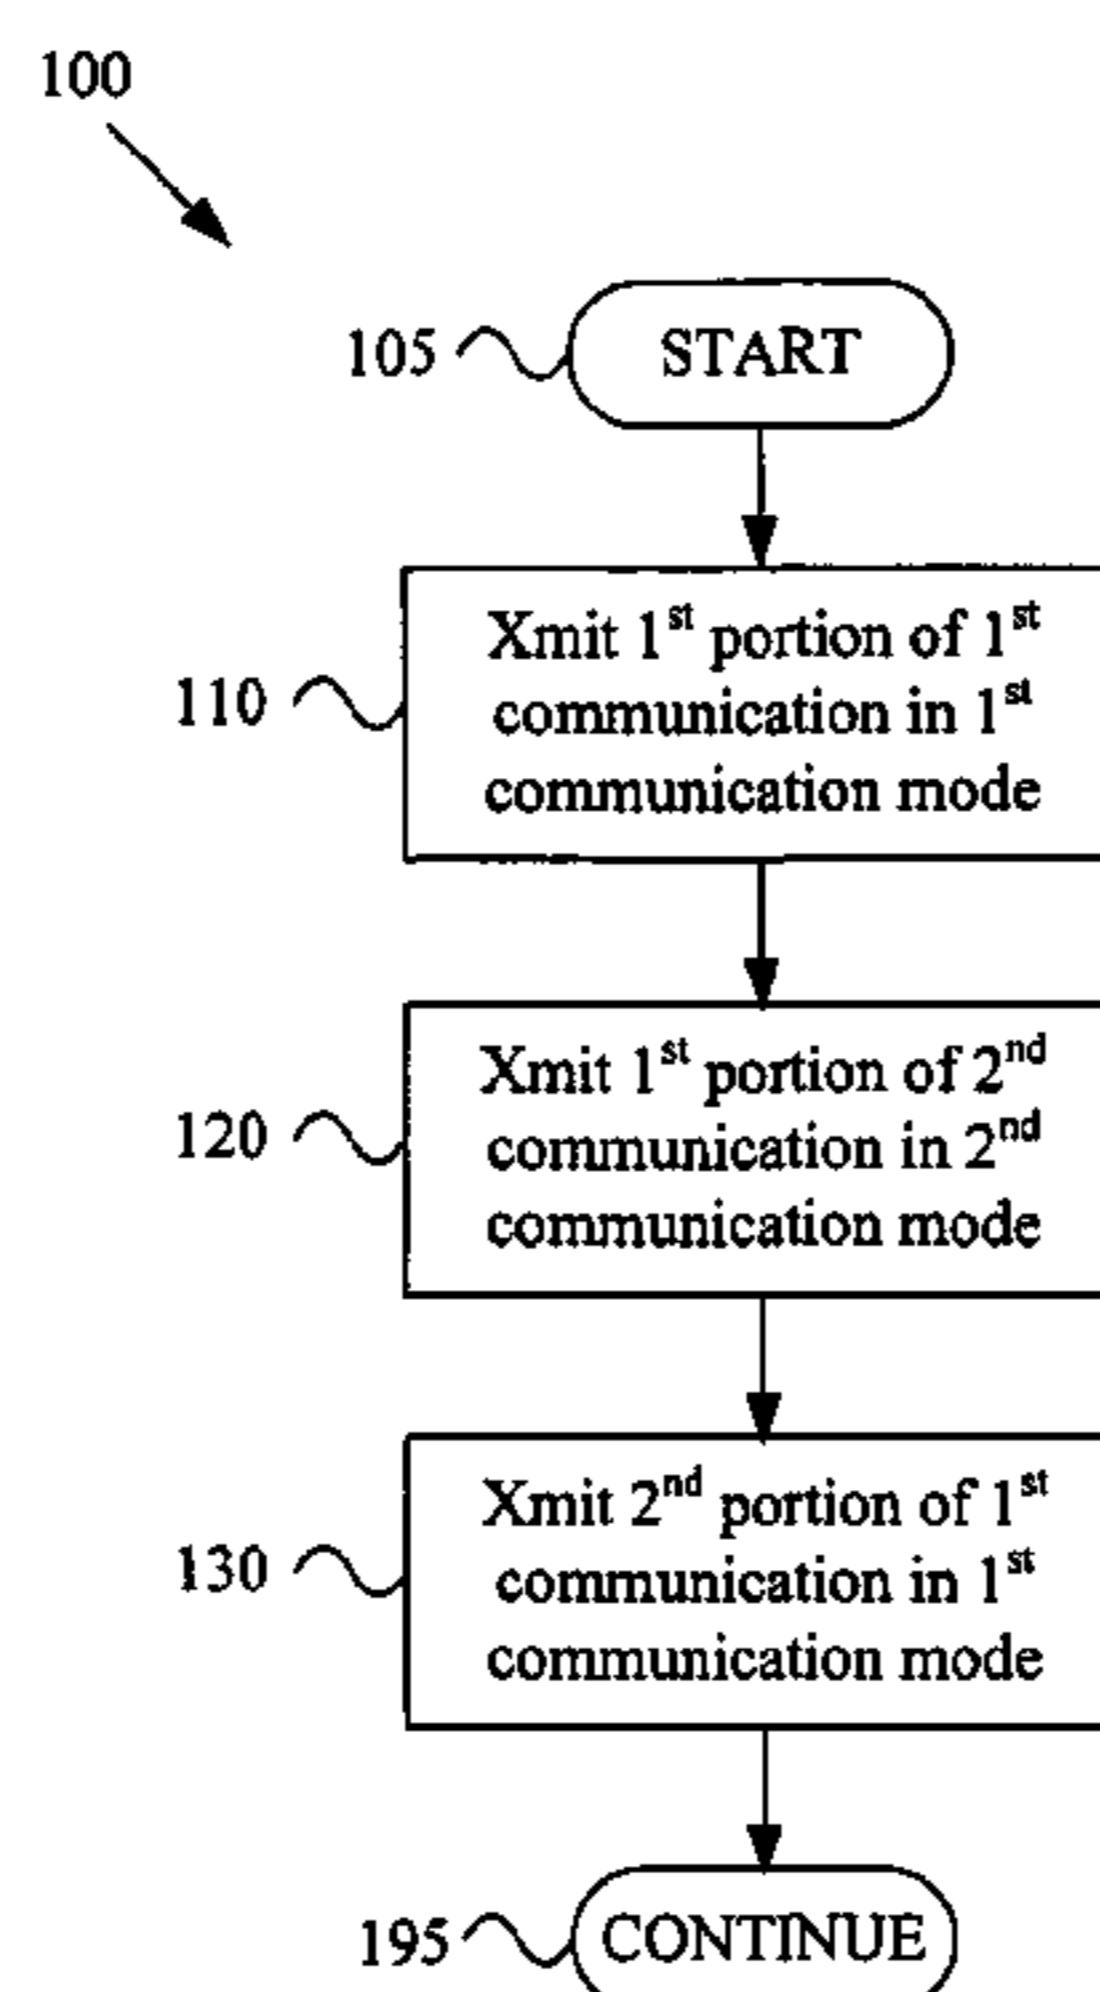 100
105
START
110
Xmit 1st portion of 1st
communication in 1st
communication mode
120
Xmit 1st portion of 2nd
communication in 2nd
communication mode
130
Xmit 2nd portion of 1st
communication in 1st
communication mode
195
CONTINUE